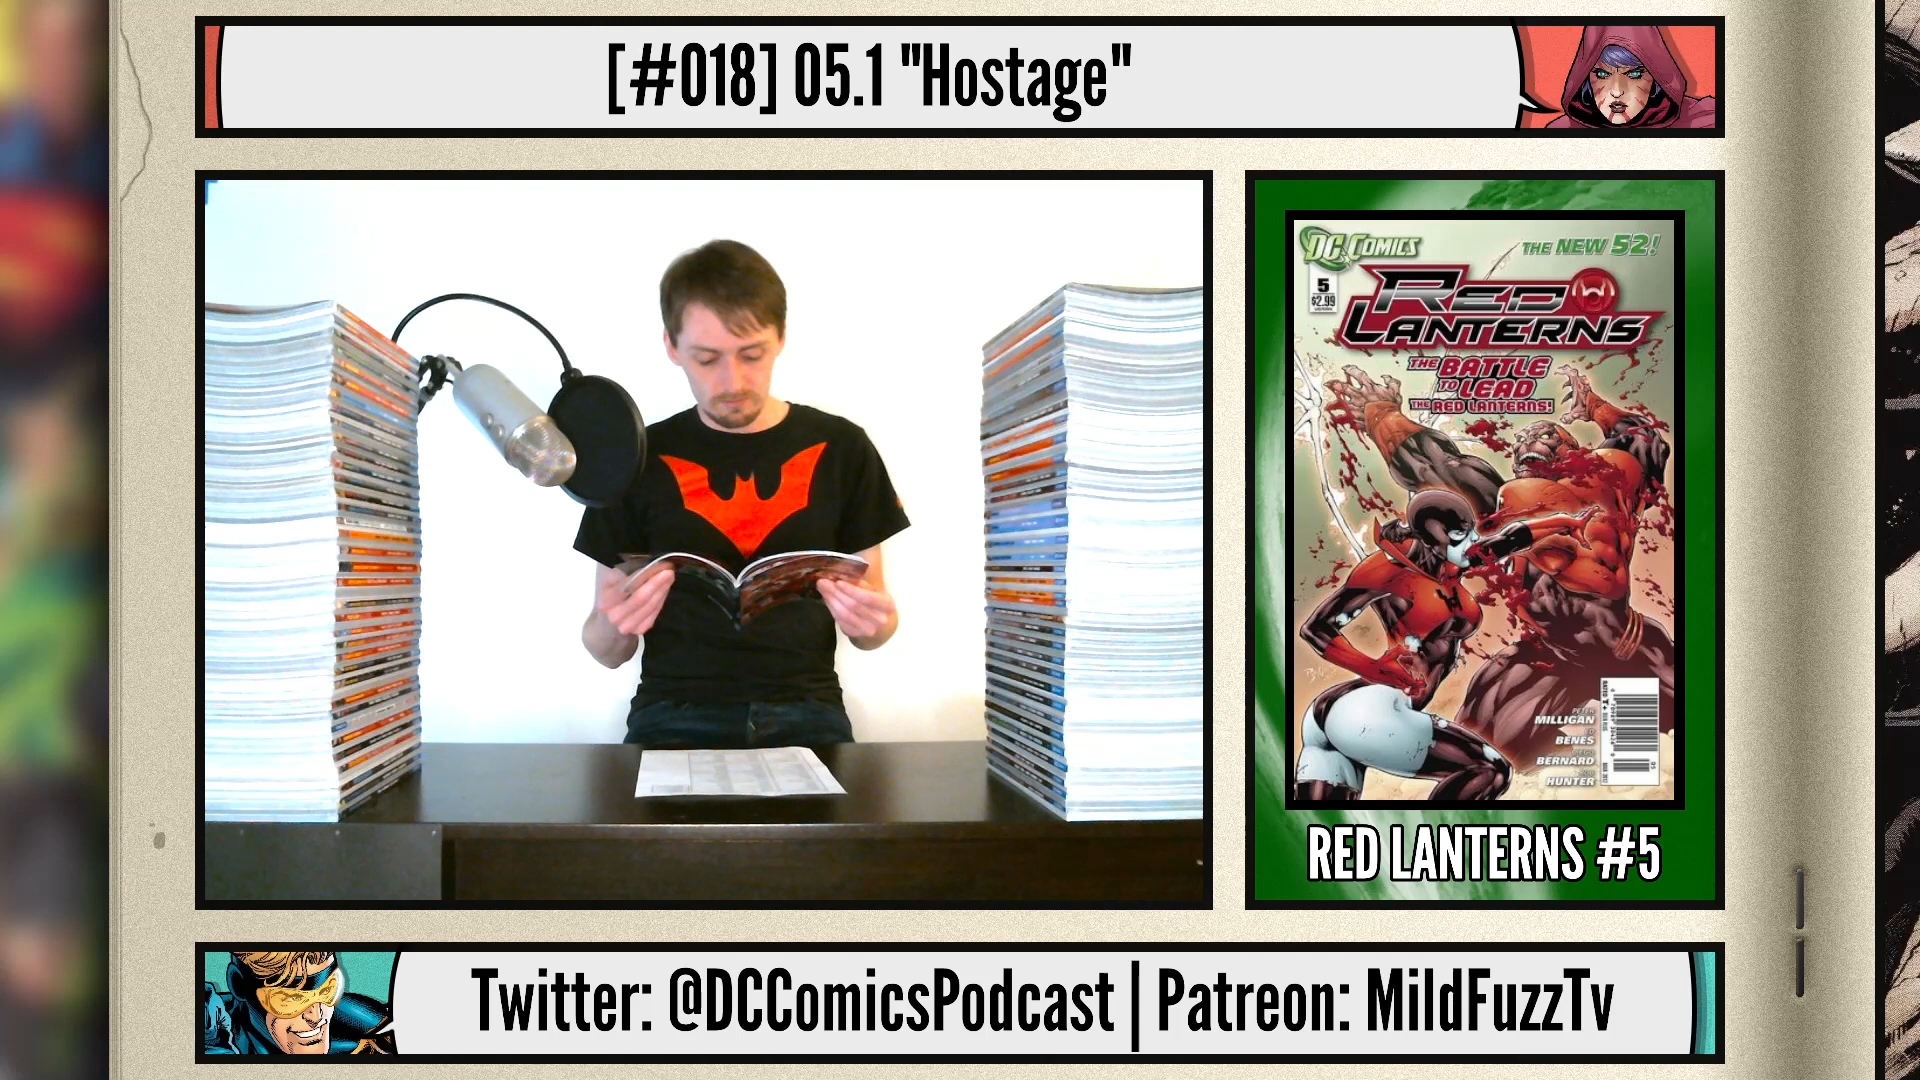 [#018] 05.1 "Hostage"
DC COMICS
THE NEW 52!
5
$2.99
RED
LANTERNS
THE BATTLE
TO LEAD
THE RED LANTERNS!
MILLIGAN
BENES
BERNARD
HUNTER
RED LANTERNS #5
Twitter: @DCComicsPodcast | Patreon: MildFuzzTv